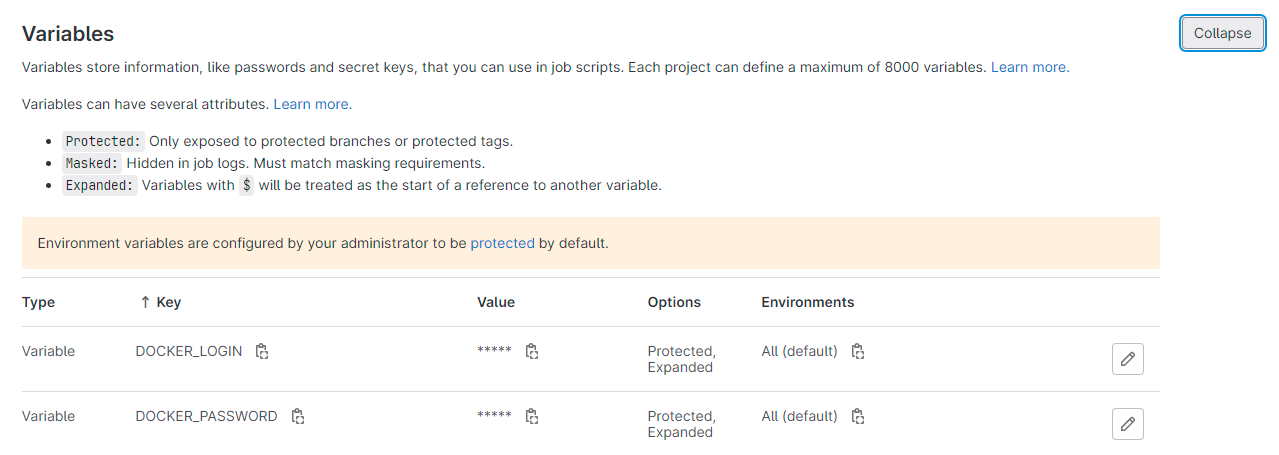 Variables
Collapse
Variables store information, like passwords and secret keys, that you can use in job scripts. Each project can define a maximum of 8000 variables. Learn more.
Variables can have several attributes. Learn more.
• Protected: Only exposed to protected branches or protected tags.
• Masked: Hidden in job logs. Must match masking requirements.
• Expanded: Variables with $ will be treated as the start of a reference to another variable.
Environment variables are configured by your administrator to be protected by default.
Type ↑ Key Value Options Environments
Variable DOCKER_LOGIN ***** Protected, All (default)
Expanded
Variable DOCKER_PASSWORD ***** Protected, All (default)
Expanded